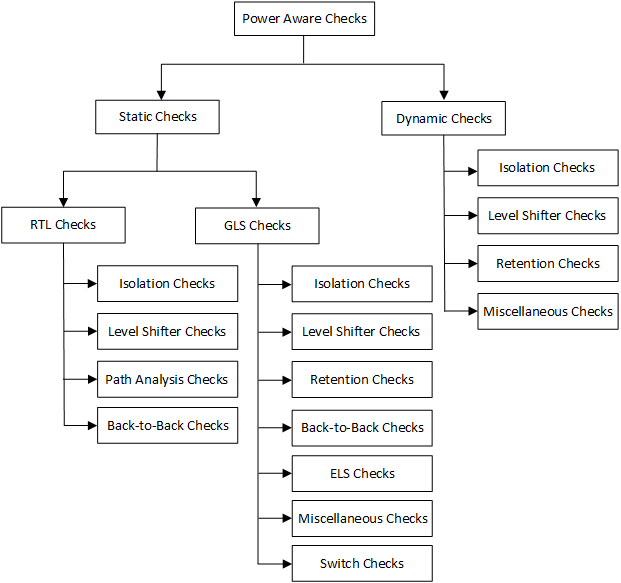 Power Aware Checks
Static Checks
Dynamic Checks
RTL Checks
GLS Checks
Isolation Checks
Level Shifter Checks
Path Analysis Checks
Back-to-Back Checks
Isolation Checks
Level Shifter Checks
Retention Checks
Back-to-Back Checks
ELS Checks
Miscellaneous Checks
Switch Checks
Isolation Checks
Level Shifter Checks
Retention Checks
Miscellaneous Checks